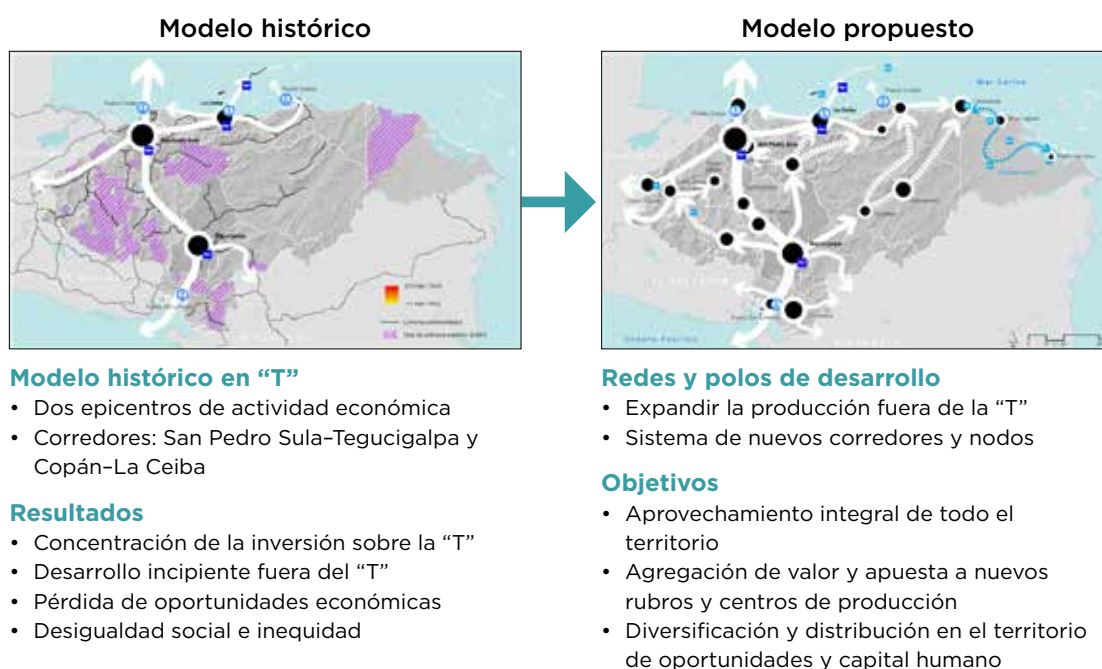 Modelo histórico
Modelo propuesto
Mar Caribe
Modelo histórico en “T”
• Dos epicentros de actividad económica
• Corredores: San Pedro Sula–Tegucigalpa y
Copán–La Ceiba
Resultados
• Concentración de la inversión sobre la “T”
• Desarrollo incipiente fuera del “T”
• Pérdida de oportunidades económicas
• Desigualdad social e inequidad
Redes y polos de desarrollo
• Expandir la producción fuera de la “T”
• Sistema de nuevos corredores y nodos
Objetivos
• Aprovechamiento integral de todo el
territorio
• Agregación de valor y apuesta a nuevos
rubros y centros de producción
• Diversificación y distribución en el territorio
de oportunidades y capital humano